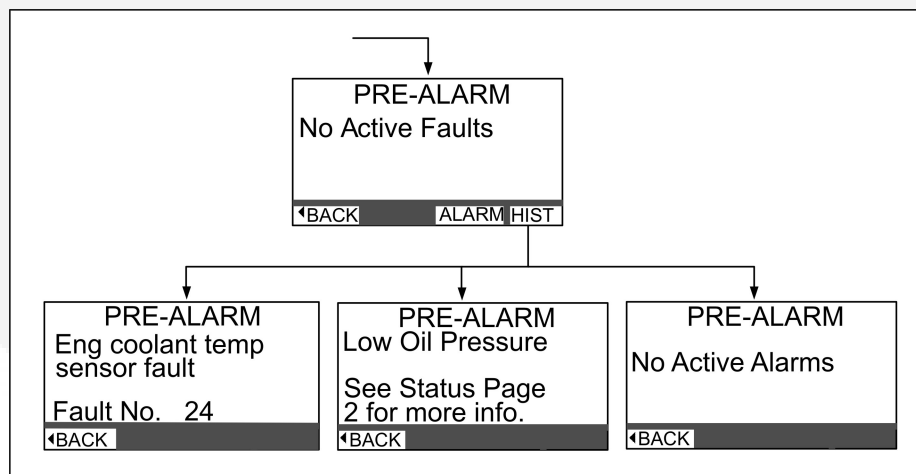 PRE-ALARM
No Active Faults
BACK ALARM HIST
PRE-ALARM
Eng coolant temp
sensor fault
Fault No. 24
BACK
PRE-ALARM
Low Oil Pressure
See Status Page
2 for more info.
BACK
PRE-ALARM
No Active Alarms
BACK